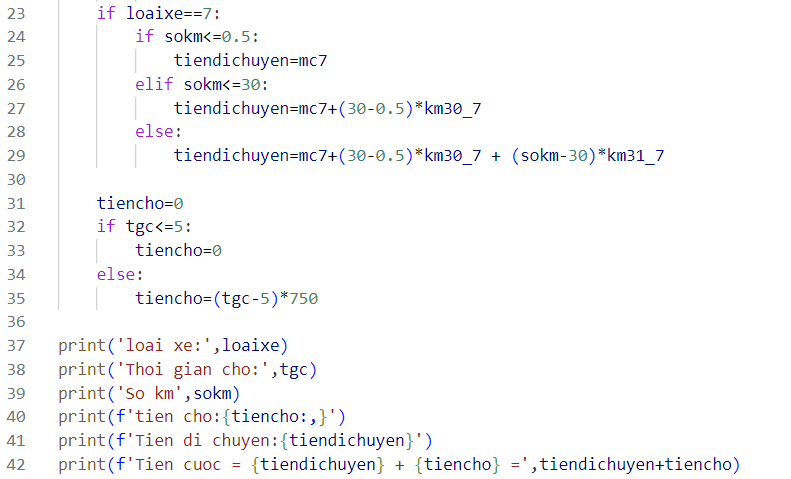 23 if loaixe==7:
24 if sokm<=0.5:
25 tiendichuyen=mc7
26 elif sokm<=30:
27 tiendichuyen=mc7+(30-0.5)*km30_7
28 else:
29 tiendichuyen=mc7+(30-0.5)*km30_7 + (sokm-30)*km31_7
30
31 tiencho=0
32 if tgc<=5:
33 tiencho=0
34 else:
35 tiencho=(tgc-5)*750
36
37 print('loai xe:',loaixe)
38 print('Thoi gian cho:',tgc)
39 print('So km',sokm)
40 print(f'tien cho:{tiencho:,}')
41 print(f'Tien di chuyen:{tiendichuyen}')
42 print(f'Tien cuoc = {tiendichuyen} + {tiencho} =',tiendichuyen+tiencho)